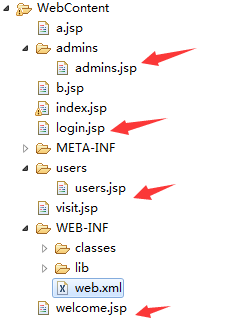 WebContent
a.jsp
admins
admins.jsp
b.jsp
index.jsp
login.jsp
META-INF
users
users.jsp
visit.jsp
WEB-INF
classes
lib
web.xml
welcome.jsp